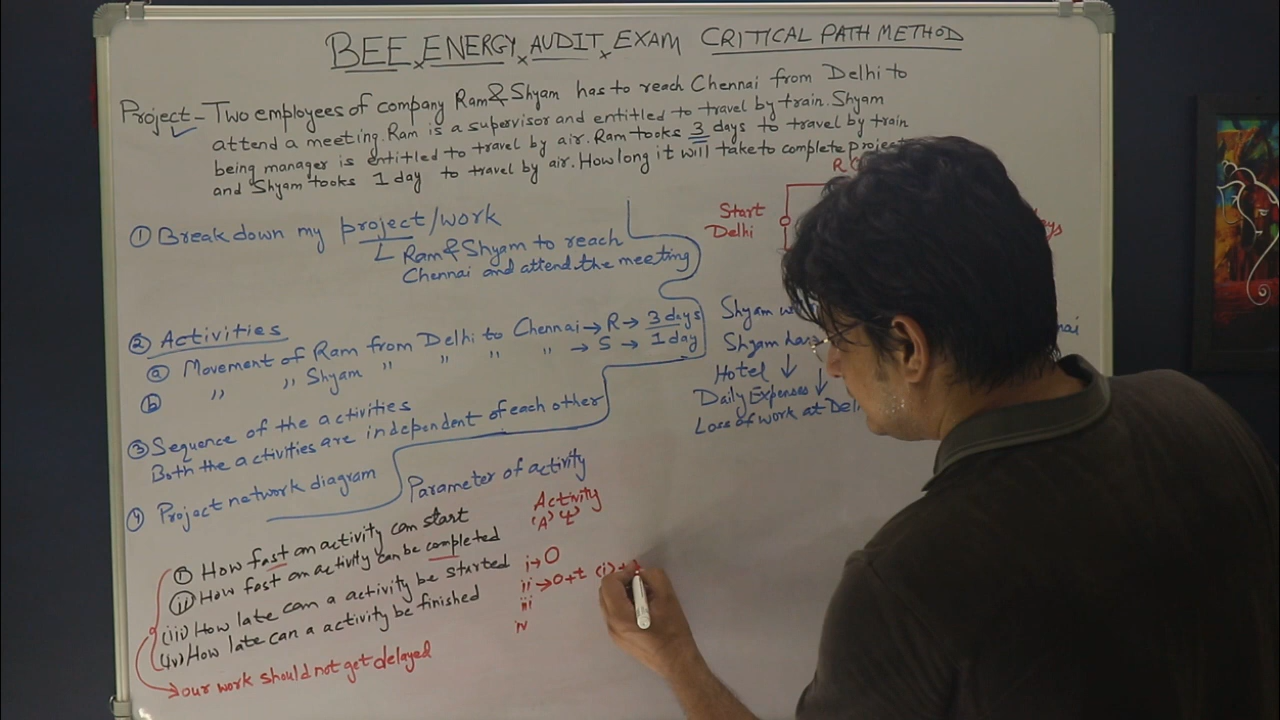 BEE ENERGY AUDIT EXAM CRITICAL PATH METHOD
Project - Two employees of company Ram & Shyam has to reach Chennai from Delhi to
attend a meeting. Ram is a supervisor and entitled to travel by train. Shyam
being manager is entitled to travel by air. Ram tooks 3 days to travel by train
and Shyam tooks 1 day to travel by air. How long it will take to complete project
R
Start
Delhi
① Break down my project/work
Ram & Shyam to reach
Chennai and attend the meeting
② Activities
ⓐ Movement of Ram from Delhi to Chennai → R → 3 days
ⓑ " " Shyam " " " → S → 1 day
③ Sequence of the activities
Both the activities are independent of each other
④ Project network diagram
Shyam
Shyam has
Hotel ↓
Daily Expenses ↓
Loss of work at
Parameter of activity
Activity
'A'
(i) How fast an activity can start
(ii) How fast an activity can be completed
(iii) How late can a activity be started
(iv) How late can a activity be finished
→ our work should not get delayed
i → 0
ii → 0+t (i)+
iii
iv